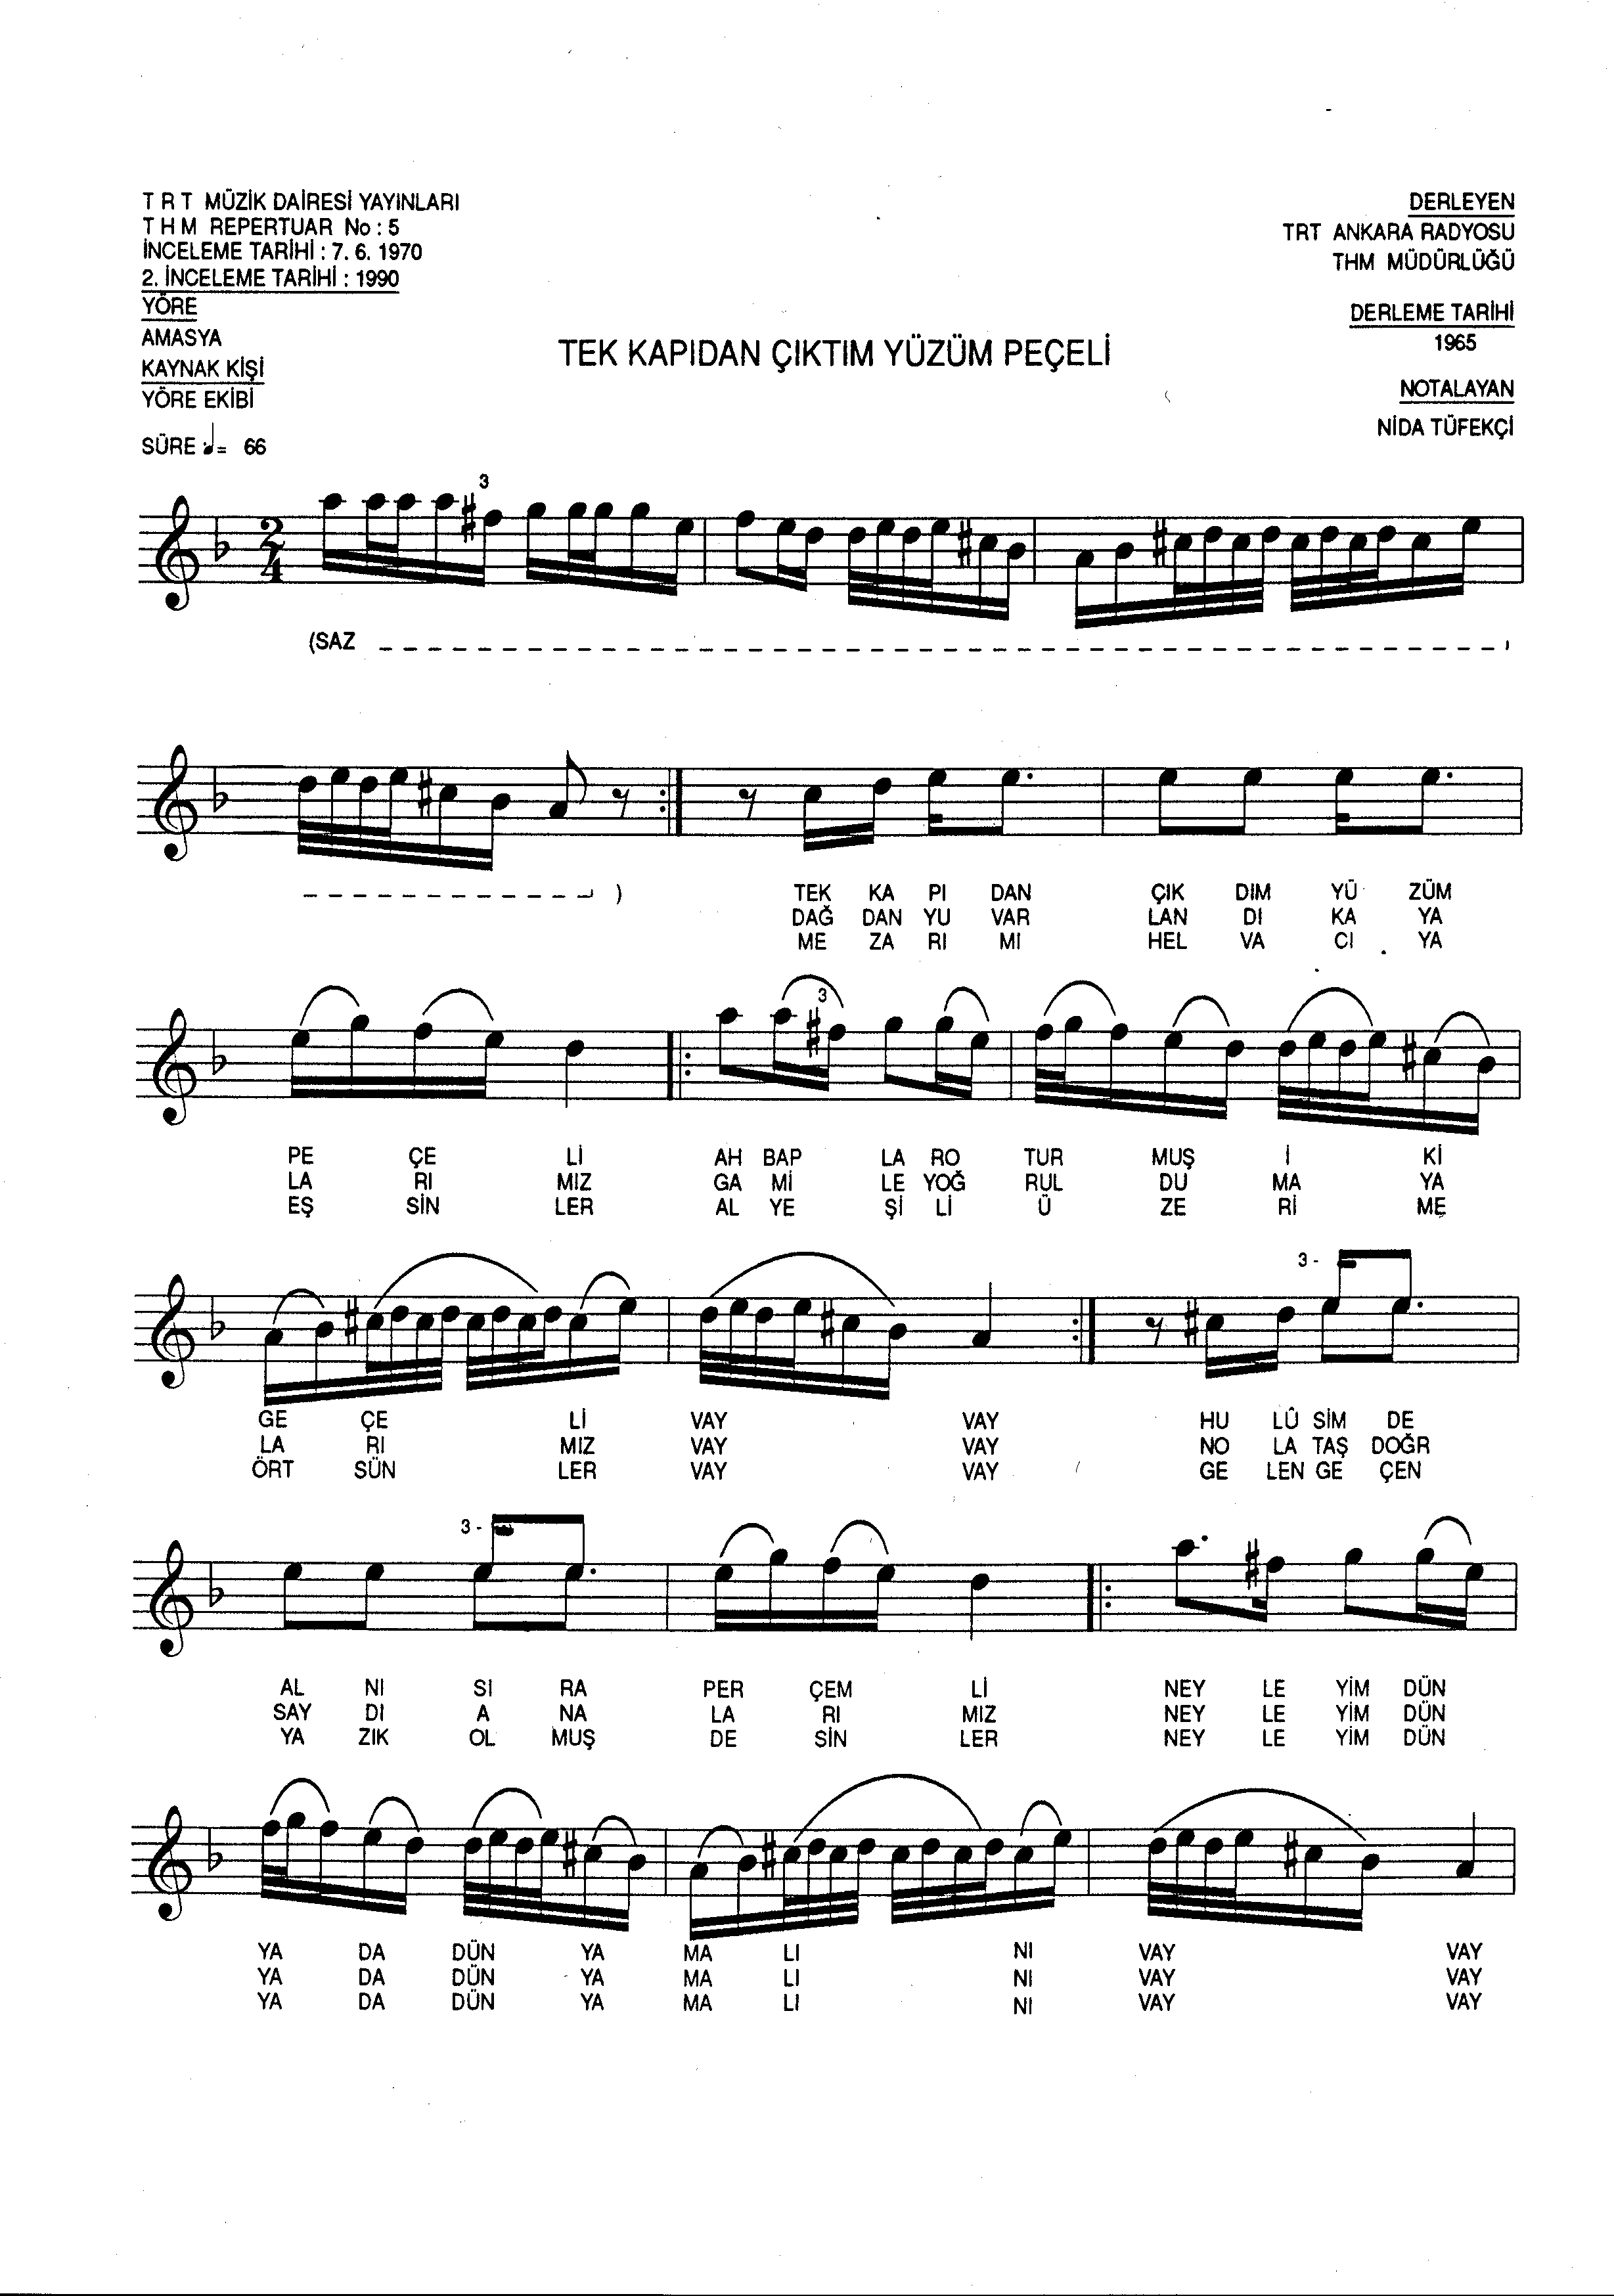 T R T MÜZİK DAİRESİ YAYINLARI
T H M REPERTUAR No : 5
İNCELEME TARİHİ : 7. 6. 1970
2. İNCELEME TARİHİ : 1990
YÖRE
AMASYA
KAYNAK KİŞİ
YÖRE EKİBİ
SÜRE : ♩= 66
TEK KAPIDAN ÇIKTIM YÜZÜM PEÇELİ
DERLEYEN
TRT ANKARA RADYOSU
THM MÜDÜRLÜĞÜ
DERLEME TARİHİ
1965
NOTALAYAN
NİDA TÜFEKÇİ
3
2
4
(SAZ
)
TEK KA PI DAN ÇIK DIM YÜ ZÜM
DAĞ DAN YU VAR LAN DI KA YA
ME ZA RI MI HEL VA CI YA
3
PE ÇE Lİ AH BAP LA RO TUR MUŞ İ Kİ
LA RI MIZ GA Mİ LE YOĞ RUL DU MA YA
EŞ SİN LER AL YE Şİ Lİ Ü ZE Rİ ME
3 -
GE ÇE Lİ VAY VAY HU LÛ SİM DE
LA RI MIZ VAY VAY NO LA TAŞ DOĞR
ÖRT SÜN LER VAY VAY GE LEN GE ÇEN
3 -
AL NI SI RA PER ÇEM Lİ NEY LE YİM DÜN
SAY DI A NA LA RI MIZ NEY LE YİM DÜN
YA ZIK OL MUŞ DE SİN LER NEY LE YİM DÜN
YA DA DÜN YA MA LI NI VAY VAY
YA DA DÜN YA MA LI NI VAY VAY
YA DA DÜN YA MA LI NI VAY VAY